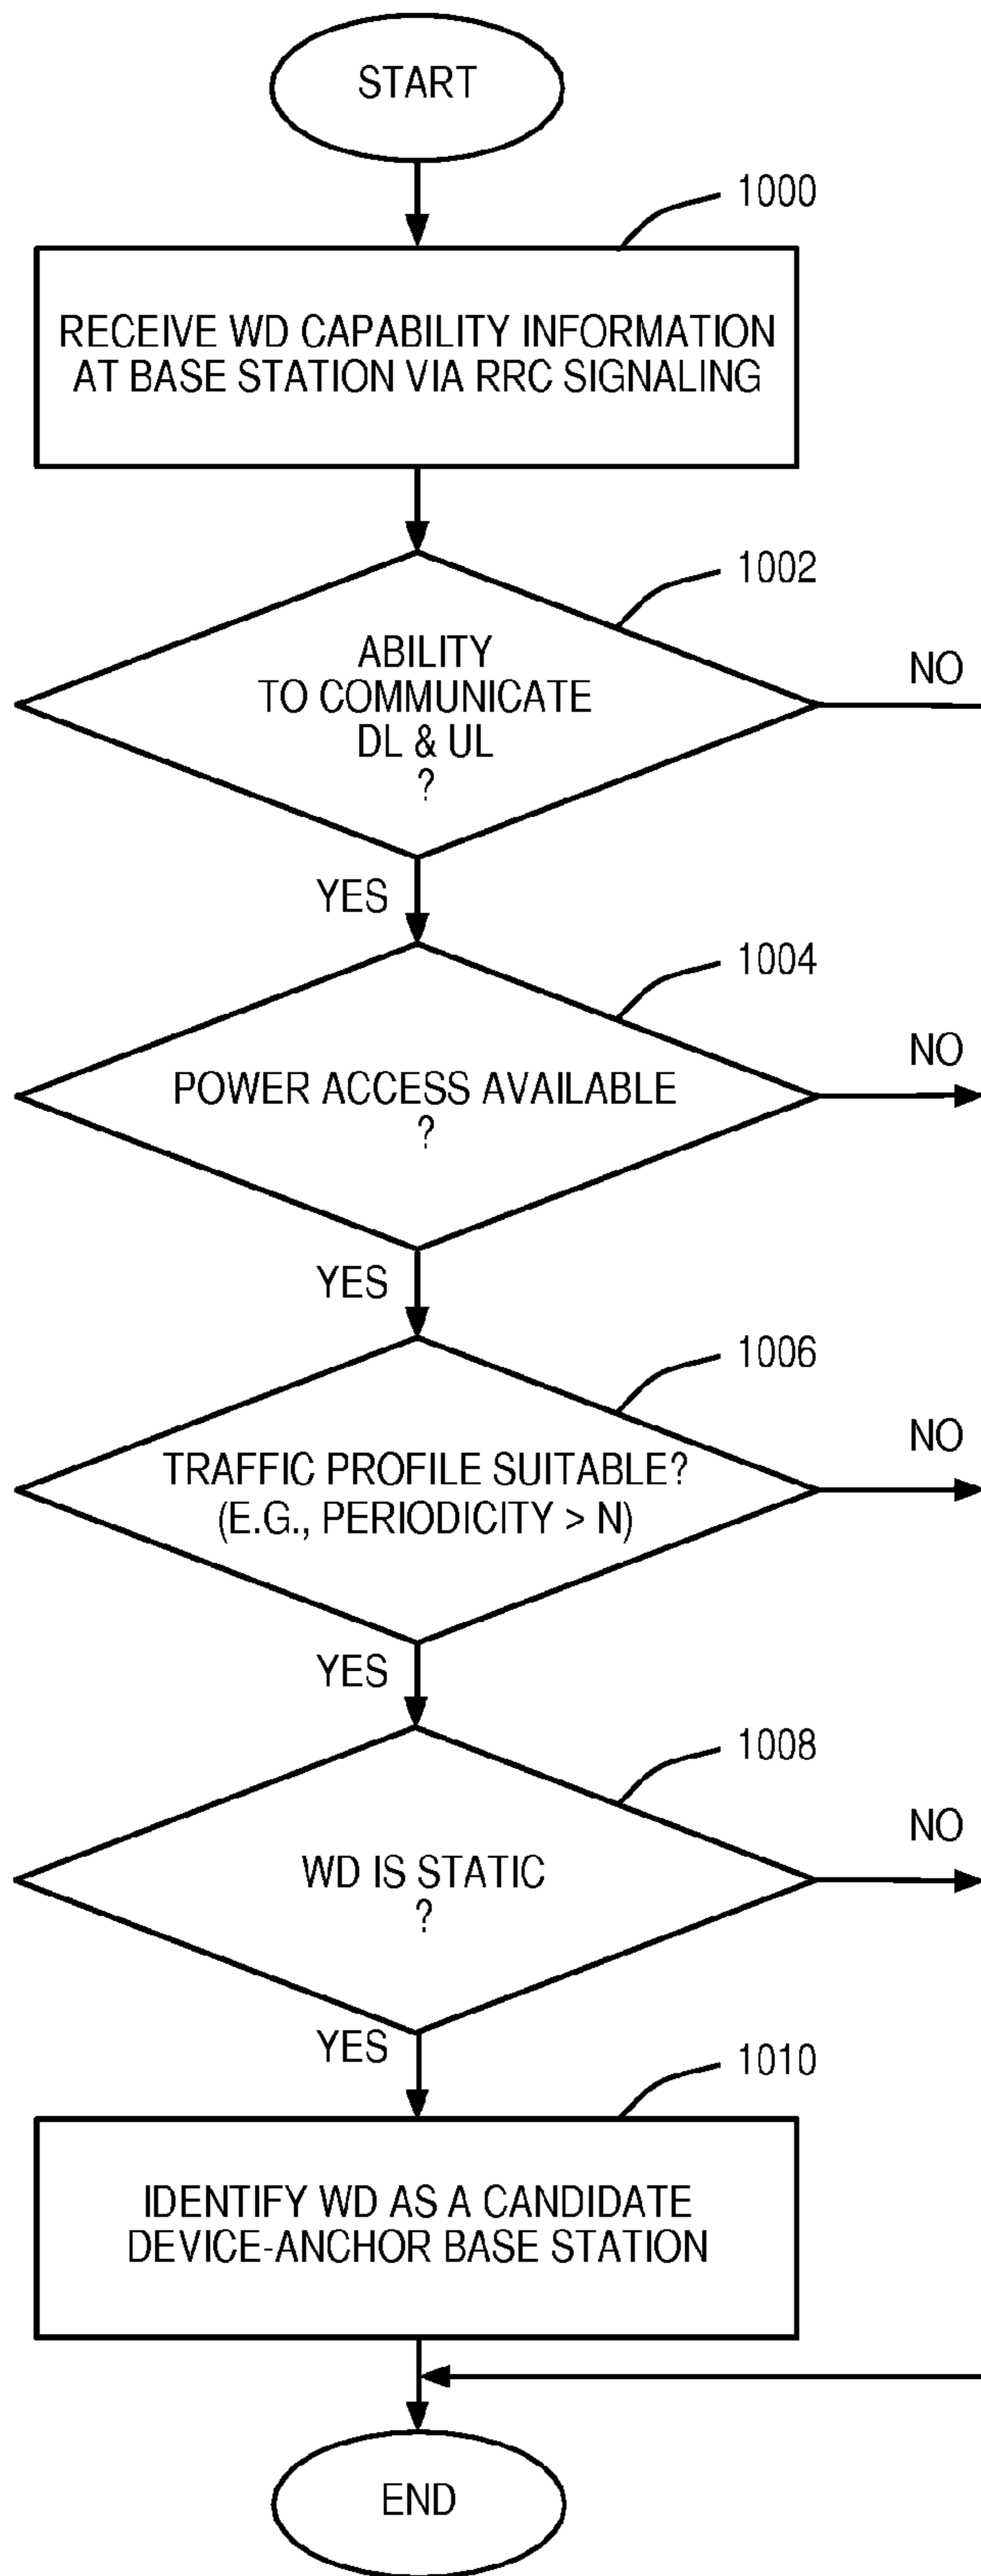 START
1000
RECEIVE WD CAPABILITY INFORMATION
AT BASE STATION VIA RRC SIGNALING
1002
ABILITY
TO COMMUNICATE
DL & UL
?
NO
YES
1004
POWER ACCESS AVAILABLE
?
NO
YES
1006
TRAFFIC PROFILE SUITABLE?
(E.G., PERIODICITY > N)
NO
YES
1008
WD IS STATIC
?
NO
YES
1010
IDENTIFY WD AS A CANDIDATE
DEVICE-ANCHOR BASE STATION
END